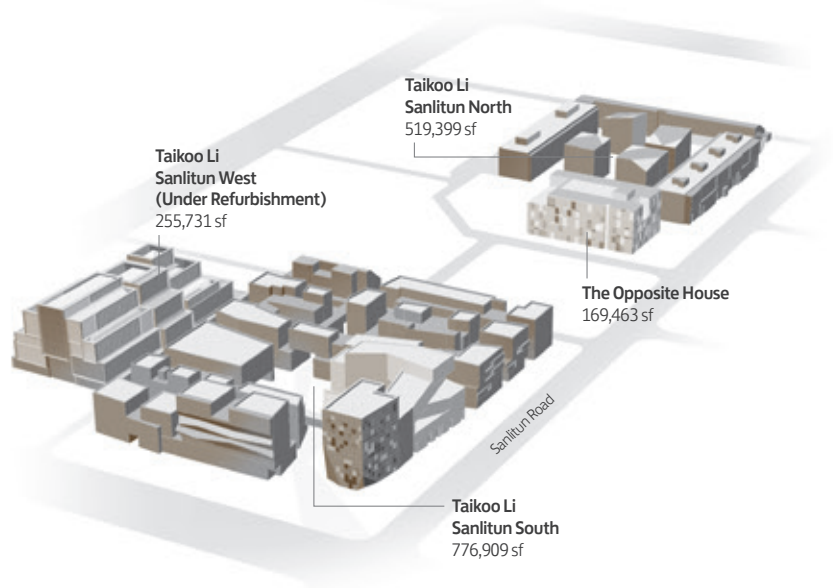 Taikoo Li
Sanlitun North
519,399 sf
Taikoo Li
Sanlitun West
(Under Refurbishment)
255,731 sf
The Opposite House
169,463 sf
Sanlitun Road
Taikoo Li
Sanlitun South
776,909 sf